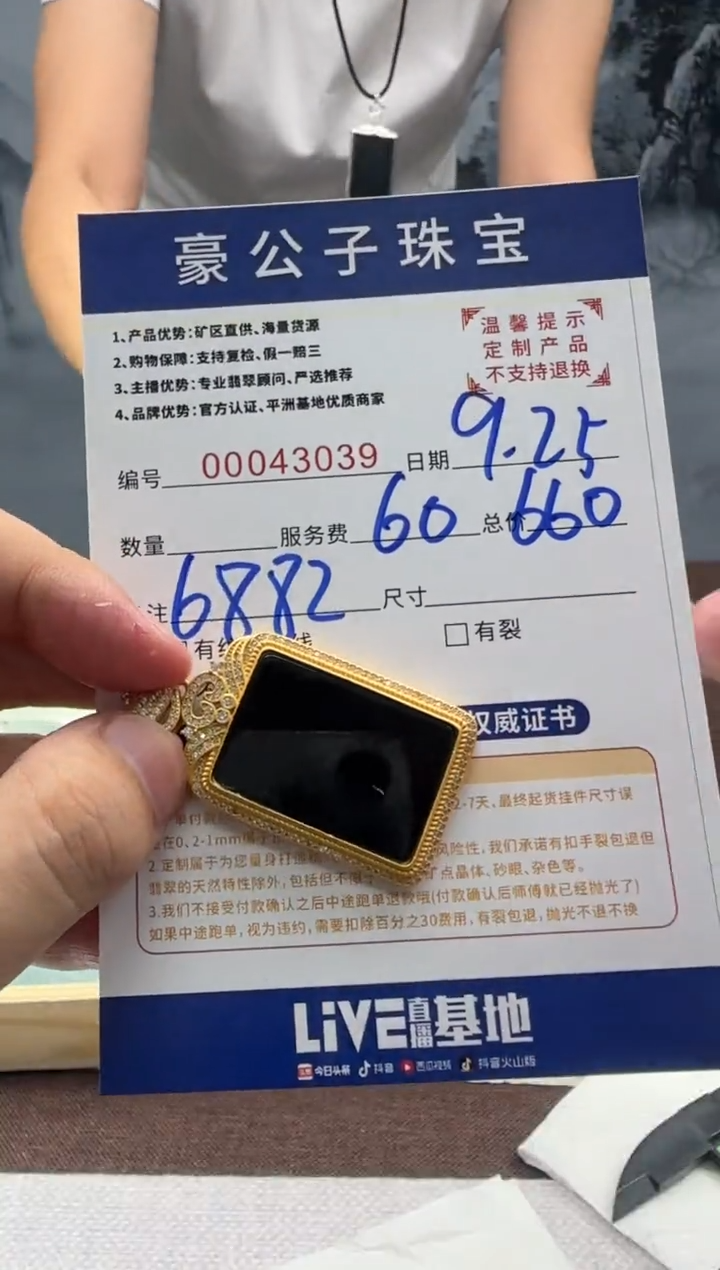 豪公子珠宝
1、产品优势:矿区直供、海量货源
2、购物保障:支持复检、假一赔三
3、主播优势:专业翡翠顾问、严选推荐
4、品牌优势:官方认证、平洲基地优质商家
温馨提示
定制产品
不支持退换
编号 00043039 日期 9.25
数量 服务费 60 总价 660
注 6882 尺寸
有 线 □有裂
权威证书
2-7天、最终起货挂件尺寸误
在0.2-1mm 风险性,我们承诺有扣手裂包退但
翡翠的天然特性除外,包括但不 点晶体、砂眼、杂色等。
3.我们不接受付款确认之后中途跑单退款哦(付款确认后师傅就已经抛光了)
如果中途跑单,视为违约,需要扣除百分之30费用,有裂包退,抛光不退不换
LiVE直播基地
今日头条 抖音 西瓜视频 抖音火山版